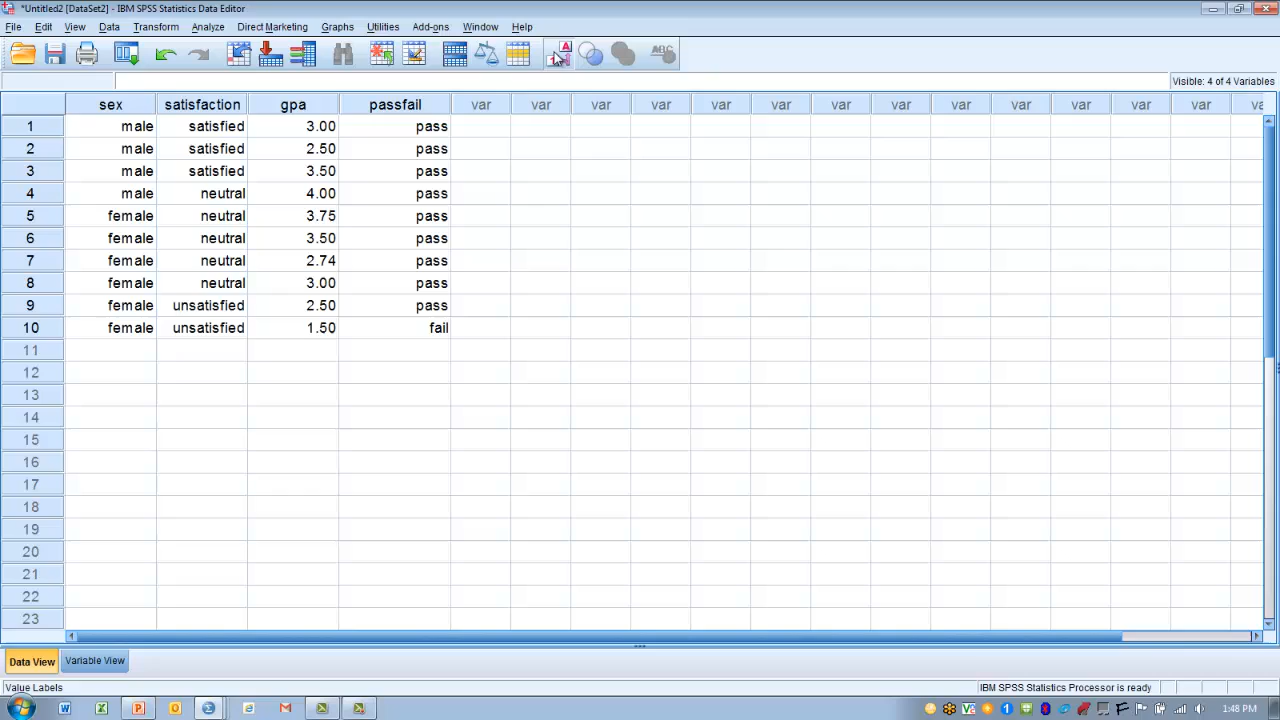 *Untitled2 [DataSet2] - IBM SPSS Statistics Data Editor
File Edit View Data Transform Analyze Direct Marketing Graphs Utilities Add-ons Window Help
Visible: 4 of 4 Variables
sex satisfaction gpa passfail var var var var var var var var var var var var var va
1 male satisfied 3.00 pass
2 male satisfied 2.50 pass
3 male satisfied 3.50 pass
4 male neutral 4.00 pass
5 female neutral 3.75 pass
6 female neutral 3.50 pass
7 female neutral 2.74 pass
8 female neutral 3.00 pass
9 female unsatisfied 2.50 pass
10 female unsatisfied 1.50 fail
11
12
13
14
15
16
17
18
19
20
21
22
23
Data View Variable View
Value Labels IBM SPSS Statistics Processor is ready
1:48 PM